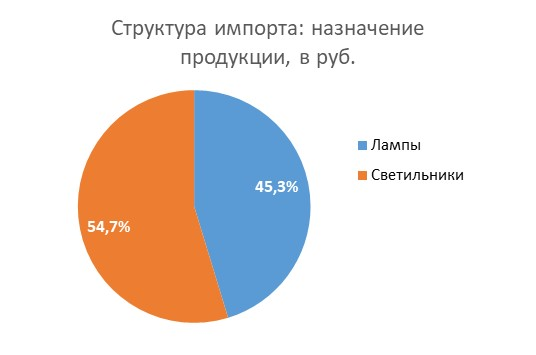 Структура импорта: назначение
продукции, в руб.
45,3%
54,7%
Лампы
Светильники